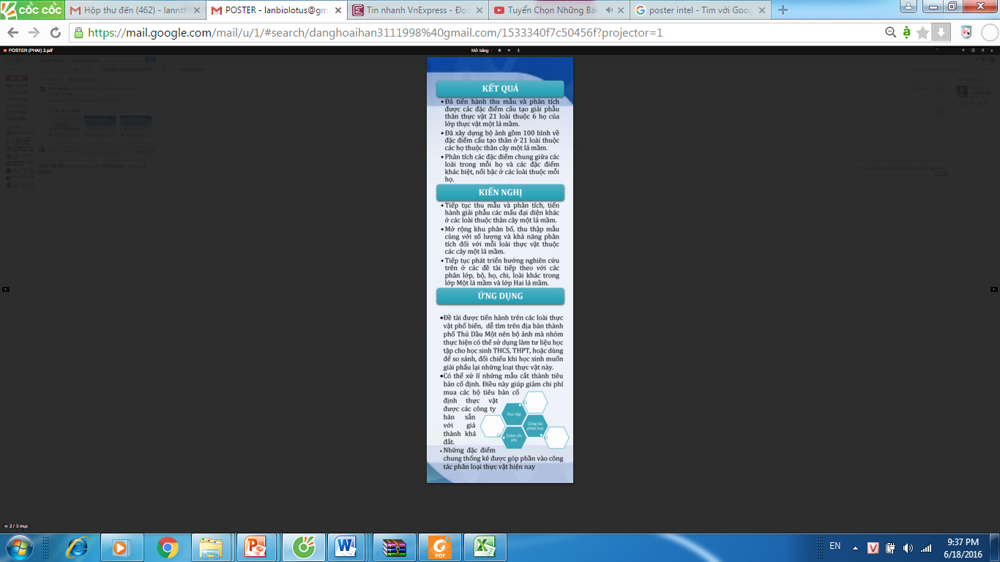 cốc cốc
Hộp thư đến (462) - lanntt
POSTER - lanbiolotus@gm
Tin nhanh VnExpress - Đọc
Tuyển Chọn Những Bài
poster intel - Tìm với Goog
https://mail.google.com/mail/u/1/#search/danghoaihan3111998%40gmail.com/1533340f7c50456f?projector=1
POSTER (PHAI) 2.pdf
Mở bằng
KẾT QUẢ
•Đã tiến hành thu mẫu và phân tích
được các đặc điểm cấu tạo giải phẫu
thân thực vật 21 loài thuộc 6 họ của
lớp thực vật một lá mầm.
•Đã xây dựng bộ ảnh gồm 100 hình về
đặc điểm cấu tạo thân ở 21 loài thuộc
các họ thuộc thân cây một lá mầm.
•Phân tích các đặc điểm chung giữa các
loài trong mỗi họ và các đặc điểm
khác biệt, nổi bậc ở các loài thuộc mỗi
họ.
KIẾN NGHỊ
•Tiếp tục thu mẫu và phân tích, tiến
hành giải phẫu các mẫu đại diện khác
ở các loài thuộc thân cây một lá mầm.
•Mở rộng khu phân bố, thu thập mẫu
cùng với số lượng và khả năng phân
tích đối với mỗi loài thực vật thuộc
các cây một lá mầm.
•Tiếp tục phát triển hướng nghiên cứu
trên ở các đề tài tiếp theo với các
phân lớp, bộ, họ, chi, loài khác trong
lớp Một lá mầm và lớp Hai lá mầm.
ỨNG DỤNG
•Đề tài được tiến hành trên các loài thực
vật phổ biến, dễ tìm trên địa bàn thành
phố Thủ Dầu Một nên bộ ảnh mà nhóm
thực hiện có thể sử dụng làm tư liệu học
tập cho học sinh THCS, THPT, hoặc dùng
để so sánh, đối chiếu khi học sinh muốn
giải phẩu lại những loại thực vật này.
•Có thể xử lí những mẫu cắt thành tiêu
bản cố định. Điều này giúp giảm chi phí
mua các bộ tiêu bản cố
định thực vật
được các công ty
bán sẵn
với giá
thành khá
đắt.
Học tập
Công tác
phân loại
Giảm chi
phí
•Những đặc điểm
chung thống kê được góp phần vào công
tác phân loại thực vật hiện nay
2 / 3 mục
EN
9:37 PM
6/18/2016